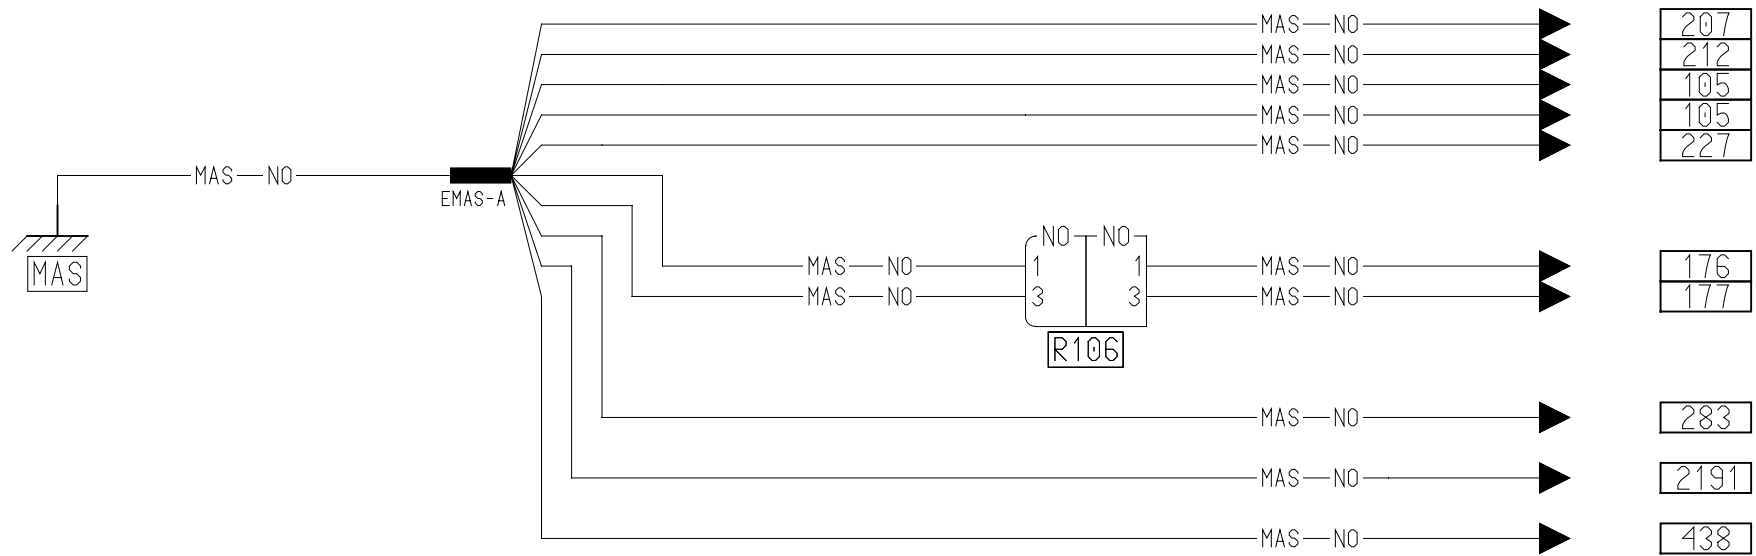 MAS NO 207
MAS NO 212
MAS NO 105
MAS NO 105
MAS NO 227
MAS NO
EMAS-A
NO NO
MAS
MAS NO 1 1 MAS NO 176
MAS NO 3 3 MAS NO 177
R106
MAS NO 283
MAS NO 2191
MAS NO 438